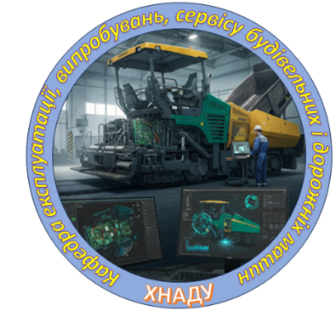 Кафедра експлуатації, випробувань, сервісу будівельних і дорожніх машин
ХНАДУ